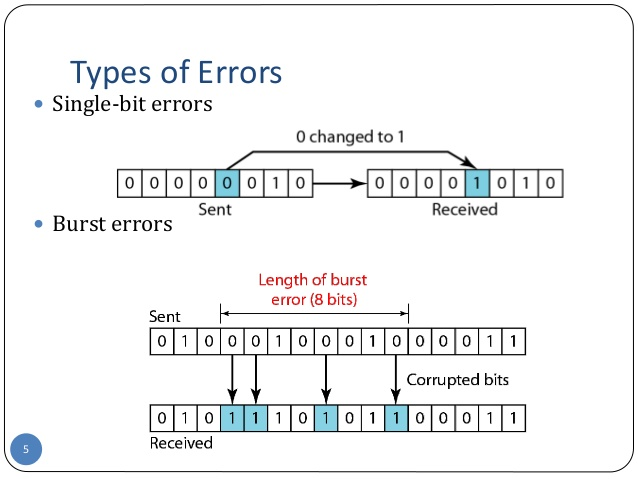 Types of Errors
• Single-bit errors
0 changed to 1
0 0 0 0 0 0 1 0 0 0 0 0 1 0 1 0
Sent Received
• Burst errors
Length of burst
error (8 bits)
Sent
0 1 0 0 0 1 0 0 0 1 0 0 0 0 1 1
Corrupted bits
0 1 0 1 1 1 0 1 0 1 1 0 0 0 1 1
Received
5